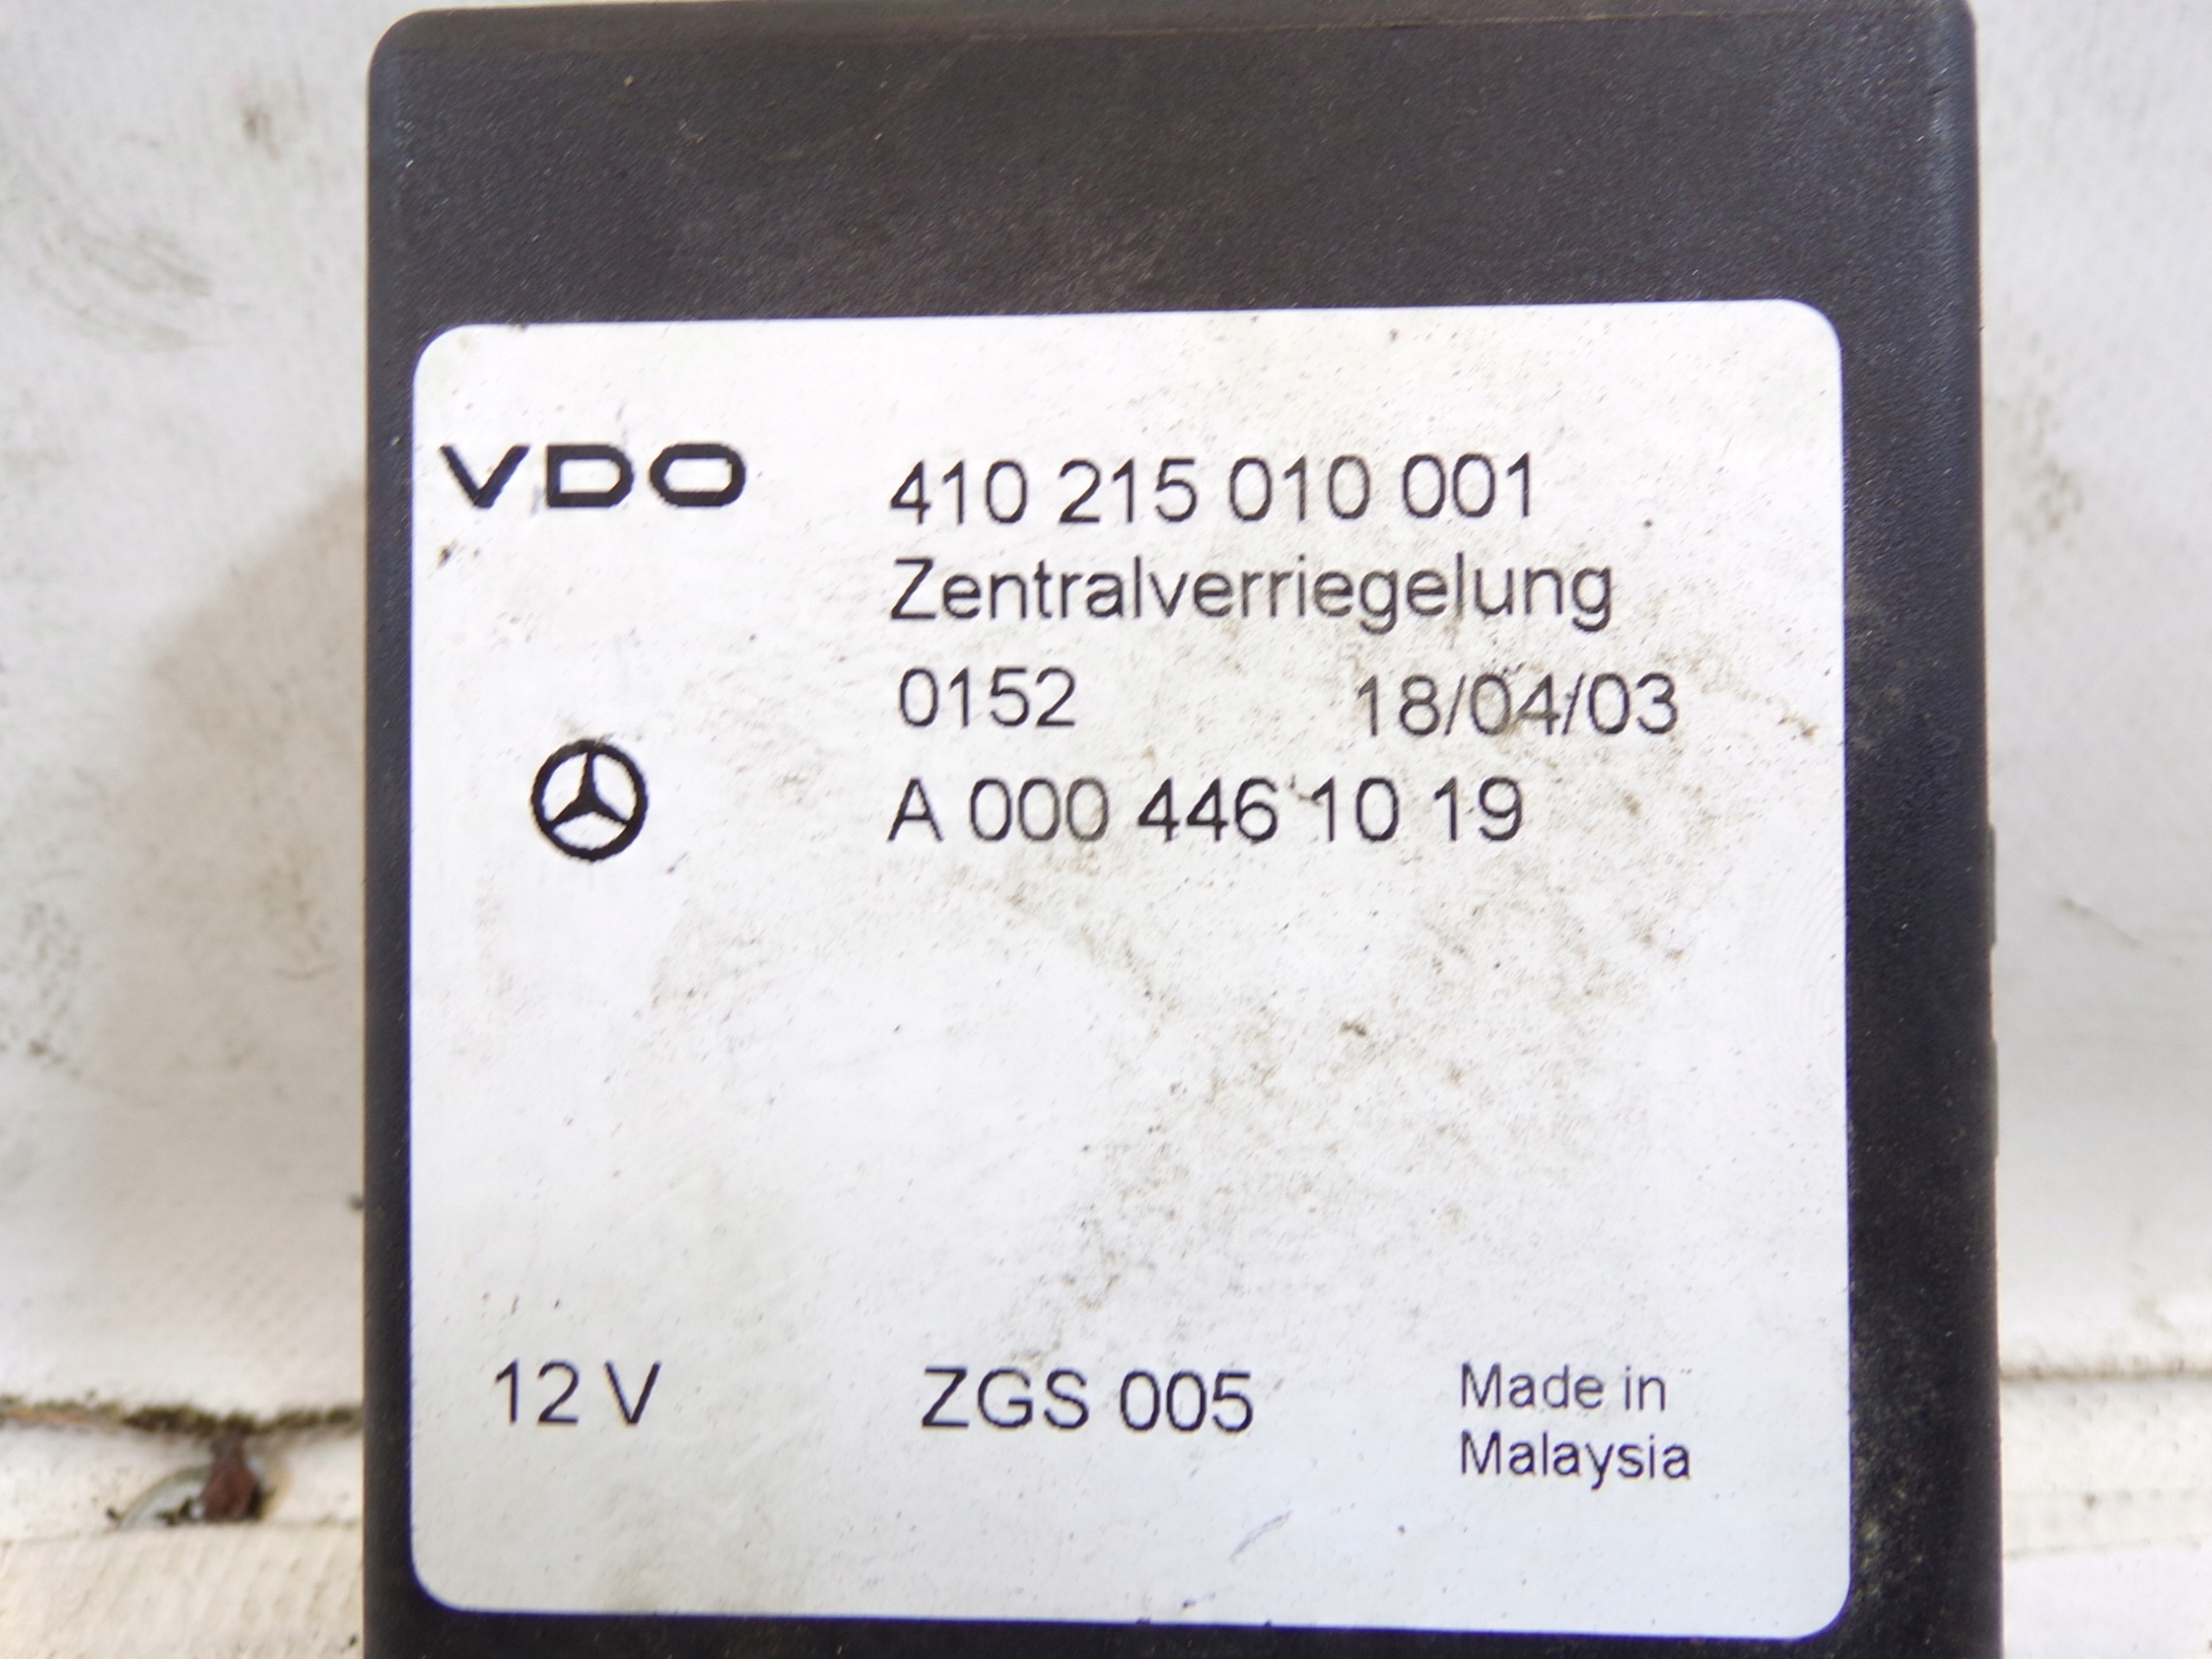 VDO 410 215 010 001
Zentralverriegelung
0152 18/04/03
A 000 446 10 19
12 V ZGS 005 Made in
Malaysia